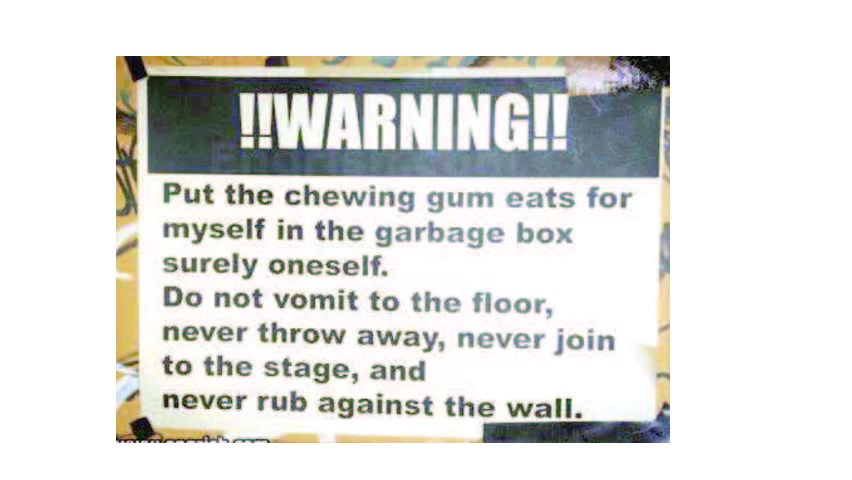 !!WARNING!!
Put the chewing gum eats for
myself in the garbage box
surely oneself.
Do not vomit to the floor,
never throw away, never join
to the stage, and
never rub against the wall.